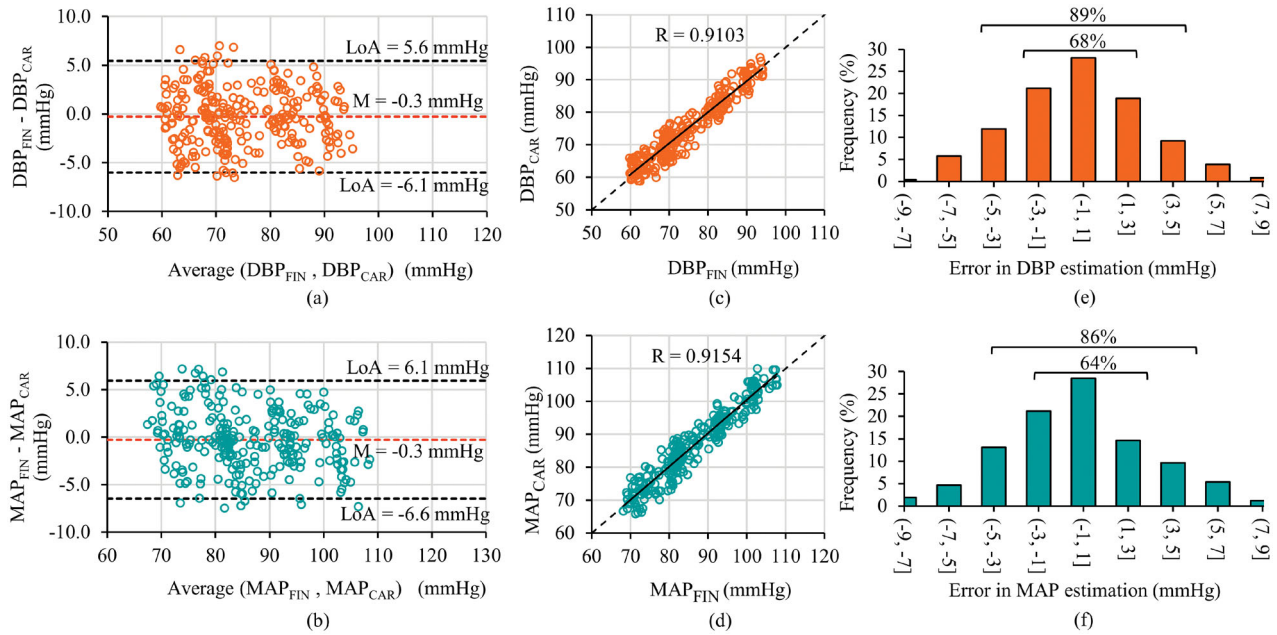 10.0
5.0
0.0
-5.0
-10.0
DBP_FIN - DBP_CAR
(mmHg)
LoA = 5.6 mmHg
M = -0.3 mmHg
LoA = -6.1 mmHg
50 60 70 80 90 100 110 120
Average (DBP_FIN , DBP_CAR) (mmHg)
(a)
110
100
90
80
70
60
50
DBP_CAR (mmHg)
R = 0.9103
50 60 70 80 90 100 110
DBP_FIN (mmHg)
(c)
89%
68%
30
25
20
15
10
5
0
Frequency (%)
(-9, -7]
(-7, -5]
(-5, -3]
(-3, -1]
(-1, 1]
(1, 3]
(3, 5]
(5, 7]
(7, 9]
Error in DBP estimation (mmHg)
(e)
10.0
5.0
0.0
-5.0
-10.0
MAP_FIN - MAP_CAR
(mmHg)
LoA = 6.1 mmHg
M = -0.3 mmHg
LoA = -6.6 mmHg
60 70 80 90 100 110 120 130
Average (MAP_FIN , MAP_CAR) (mmHg)
(b)
120
110
100
90
80
70
60
MAP_CAR (mmHg)
R = 0.9154
60 70 80 90 100 110 120
MAP_FIN (mmHg)
(d)
86%
64%
30
25
20
15
10
5
0
Frequency (%)
(-9, -7]
(-7, -5]
(-5, -3]
(-3, -1]
(-1, 1]
(1, 3]
(3, 5]
(5, 7]
(7, 9]
Error in MAP estimation (mmHg)
(f)